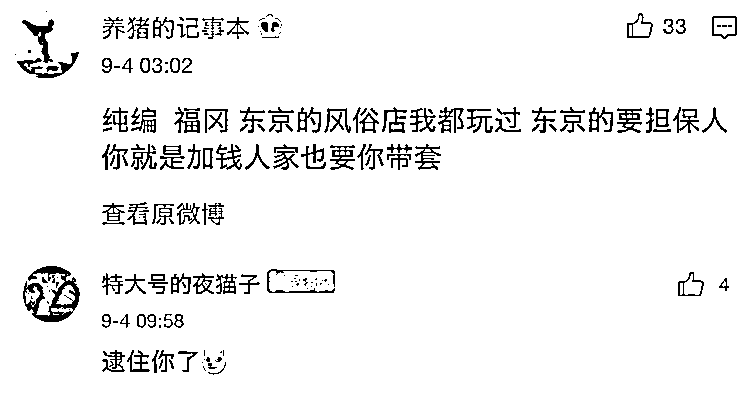 养猪的记事本
33
9-4 03:02
纯编 福冈 东京的风俗店我都玩过 东京的要担保人
你就是加钱人家也要你带套
查看原微博
特大号的夜猫子
4
9-4 09:58
逮住你了